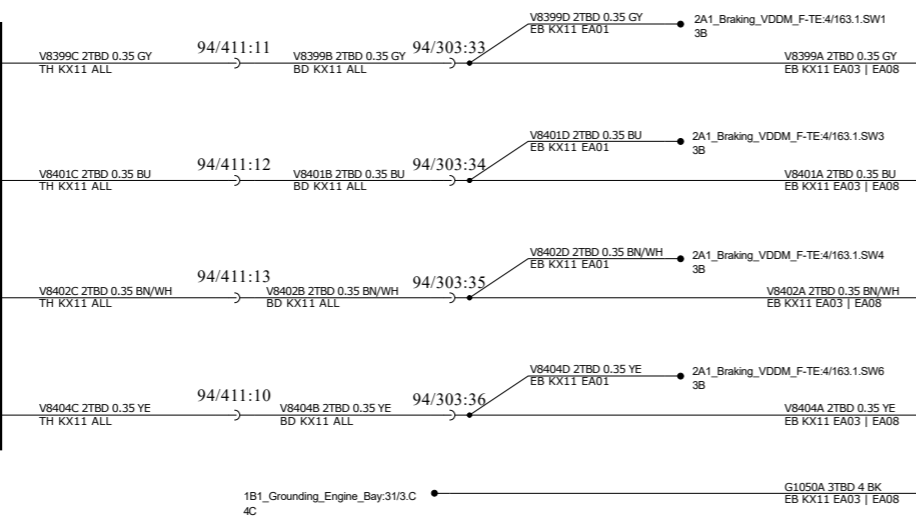 V8399D 2TBD 0.35 GY
EB KX11 EA01
2A1_Braking_VDDM_F-TE:4/163.1.SW1
3B
V8399C 2TBD 0.35 GY
TH KX11 ALL
94/411:11
V8399B 2TBD 0.35 GY
BD KX11 ALL
94/303:33
V8399A 2TBD 0.35 GY
EB KX11 EA03 | EA08
V8401D 2TBD 0.35 BU
EB KX11 EA01
2A1_Braking_VDDM_F-TE:4/163.1.SW3
3B
V8401C 2TBD 0.35 BU
TH KX11 ALL
94/411:12
V8401B 2TBD 0.35 BU
BD KX11 ALL
94/303:34
V8401A 2TBD 0.35 BU
EB KX11 EA03 | EA08
V8402D 2TBD 0.35 BN/WH
EB KX11 EA01
2A1_Braking_VDDM_F-TE:4/163.1.SW4
3B
V8402C 2TBD 0.35 BN/WH
TH KX11 ALL
94/411:13
V8402B 2TBD 0.35 BN/WH
BD KX11 ALL
94/303:35
V8402A 2TBD 0.35 BN/WH
EB KX11 EA03 | EA08
V8404D 2TBD 0.35 YE
EB KX11 EA01
2A1_Braking_VDDM_F-TE:4/163.1.SW6
3B
V8404C 2TBD 0.35 YE
TH KX11 ALL
94/411:10
V8404B 2TBD 0.35 YE
BD KX11 ALL
94/303:36
V8404A 2TBD 0.35 YE
EB KX11 EA03 | EA08
1B1_Grounding_Engine_Bay:31/3.C
4C
G1050A 3TBD 4 BK
EB KX11 EA03 | EA08